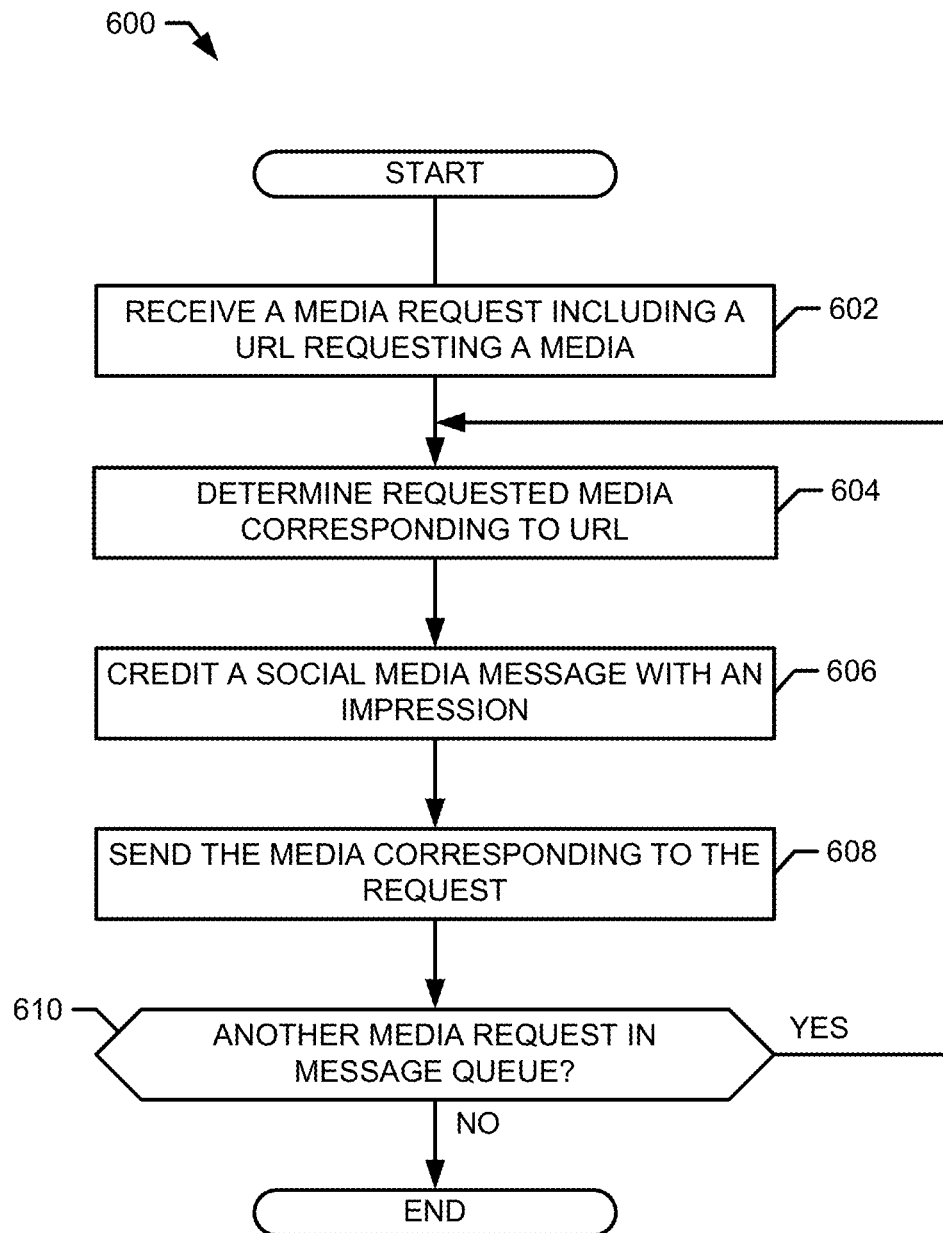 600
START
RECEIVE A MEDIA REQUEST INCLUDING A
URL REQUESTING A MEDIA
602
DETERMINE REQUESTED MEDIA
CORRESPONDING TO URL
604
CREDIT A SOCIAL MEDIA MESSAGE WITH AN
IMPRESSION
606
SEND THE MEDIA CORRESPONDING TO THE
REQUEST
608
610
ANOTHER MEDIA REQUEST IN
MESSAGE QUEUE?
YES
NO
END